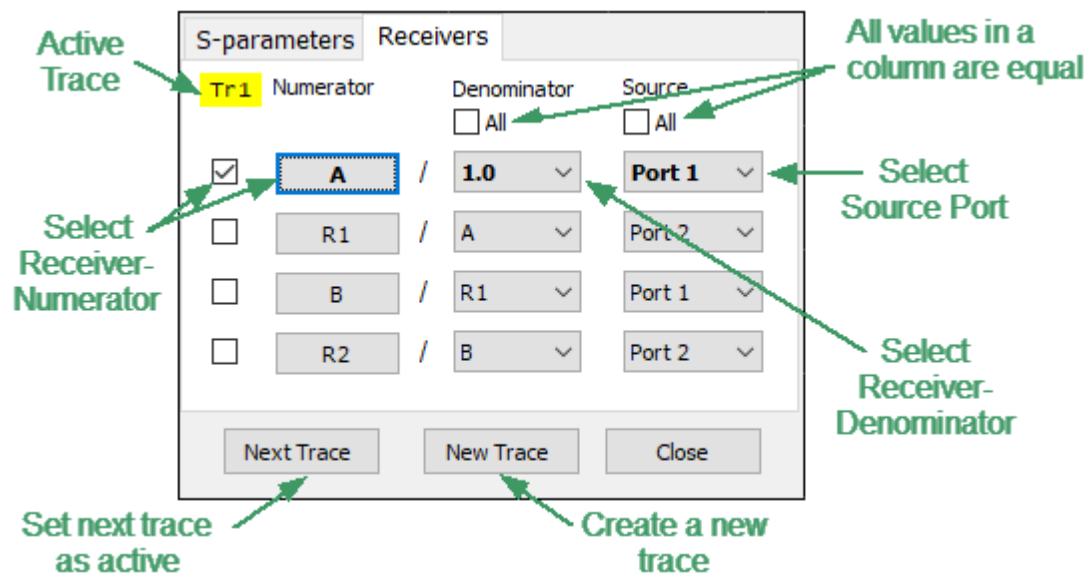 Active
Trace
S-parameters Receivers
All values in a
column are equal
Tr1 Numerator Denominator Source
All All
A / 1.0 Port 1
Select
Source Port
Select
Receiver-
Numerator
R1 / A Port 2
B / R1 Port 1
R2 / B Port 2
Select
Receiver-
Denominator
Next Trace New Trace Close
Set next trace
as active
Create a new
trace